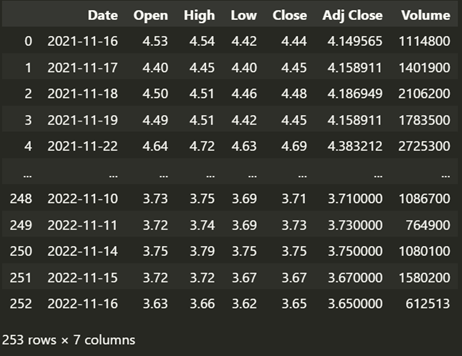 Date Open High Low Close Adj Close Volume
0 2021-11-16 4.53 4.54 4.42 4.44 4.149565 1114800
1 2021-11-17 4.40 4.45 4.40 4.45 4.158911 1401900
2 2021-11-18 4.50 4.51 4.46 4.48 4.186949 2106200
3 2021-11-19 4.49 4.51 4.42 4.45 4.158911 1783500
4 2021-11-22 4.64 4.72 4.63 4.69 4.383212 2725300
... ... ... ... ... ... ... ...
248 2022-11-10 3.73 3.75 3.69 3.71 3.710000 1086700
249 2022-11-11 3.72 3.74 3.69 3.73 3.730000 764900
250 2022-11-14 3.75 3.79 3.75 3.75 3.750000 1080100
251 2022-11-15 3.72 3.72 3.67 3.67 3.670000 1580200
252 2022-11-16 3.63 3.66 3.62 3.65 3.650000 612513
253 rows × 7 columns